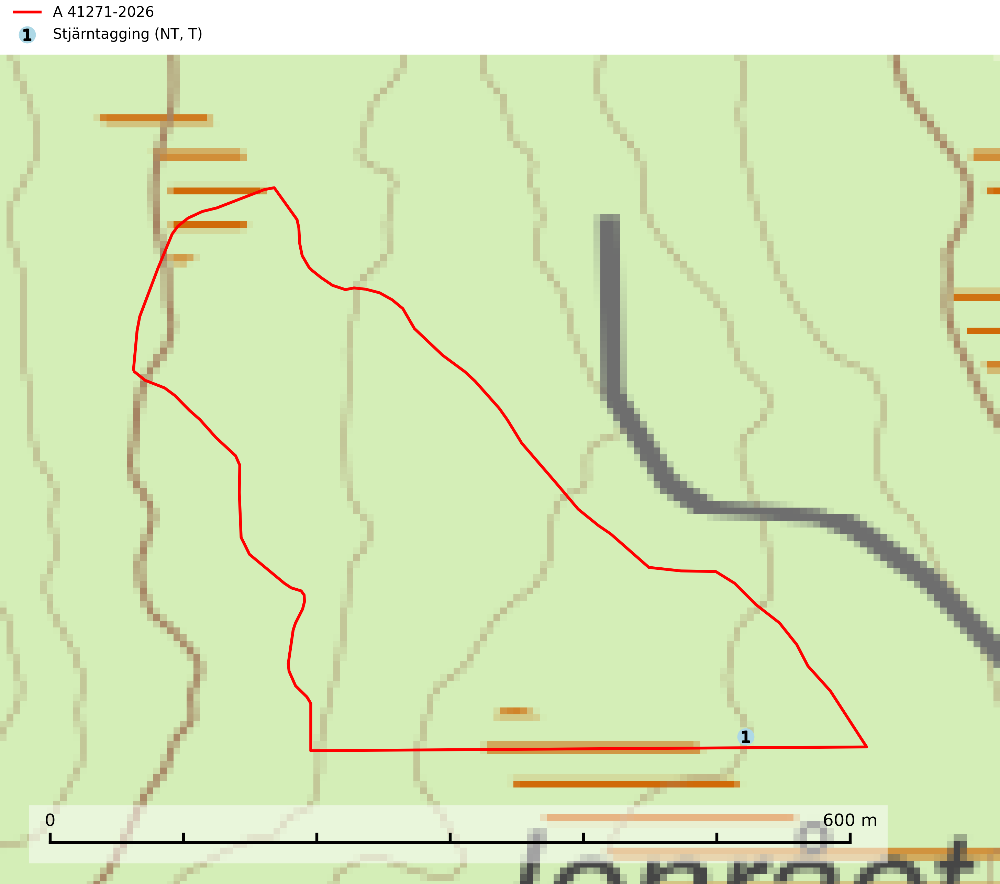 A 41271-2026
1 Stjärntagging (NT, T)
1
0 600 m